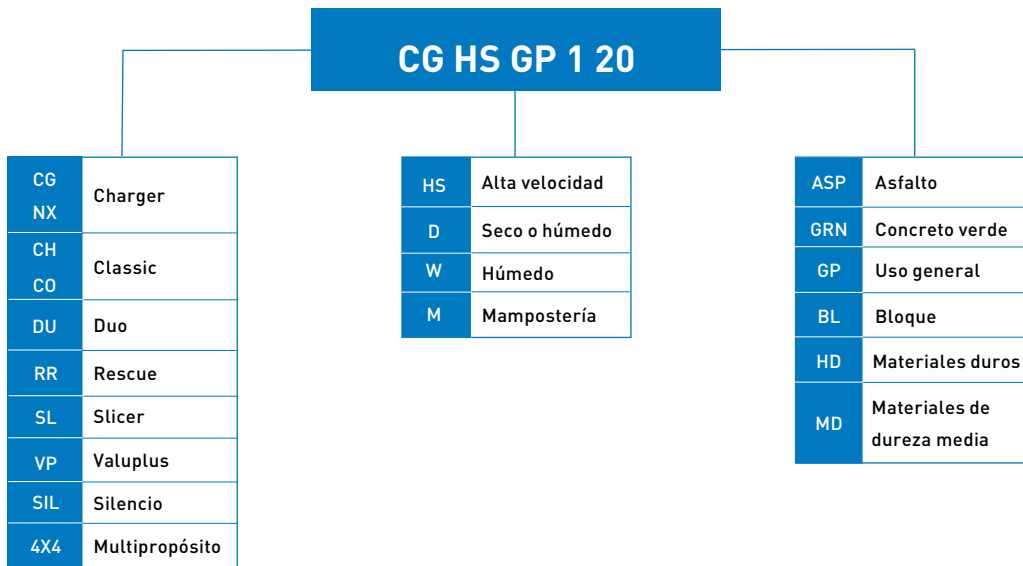 CG HS GP 1 20
CG
NX
Charger
CH
CO
Classic
DU
Duo
RR
Rescue
SL
Slicer
VP
Valuplus
SIL
Silencio
4X4
Multipropósito
HS
Alta velocidad
D
Seco o húmedo
W
Húmedo
M
Mampostería
ASP
Asfalto
GRN
Concreto verde
GP
Uso general
BL
Bloque
HD
Materiales duros
MD
Materiales de
dureza media